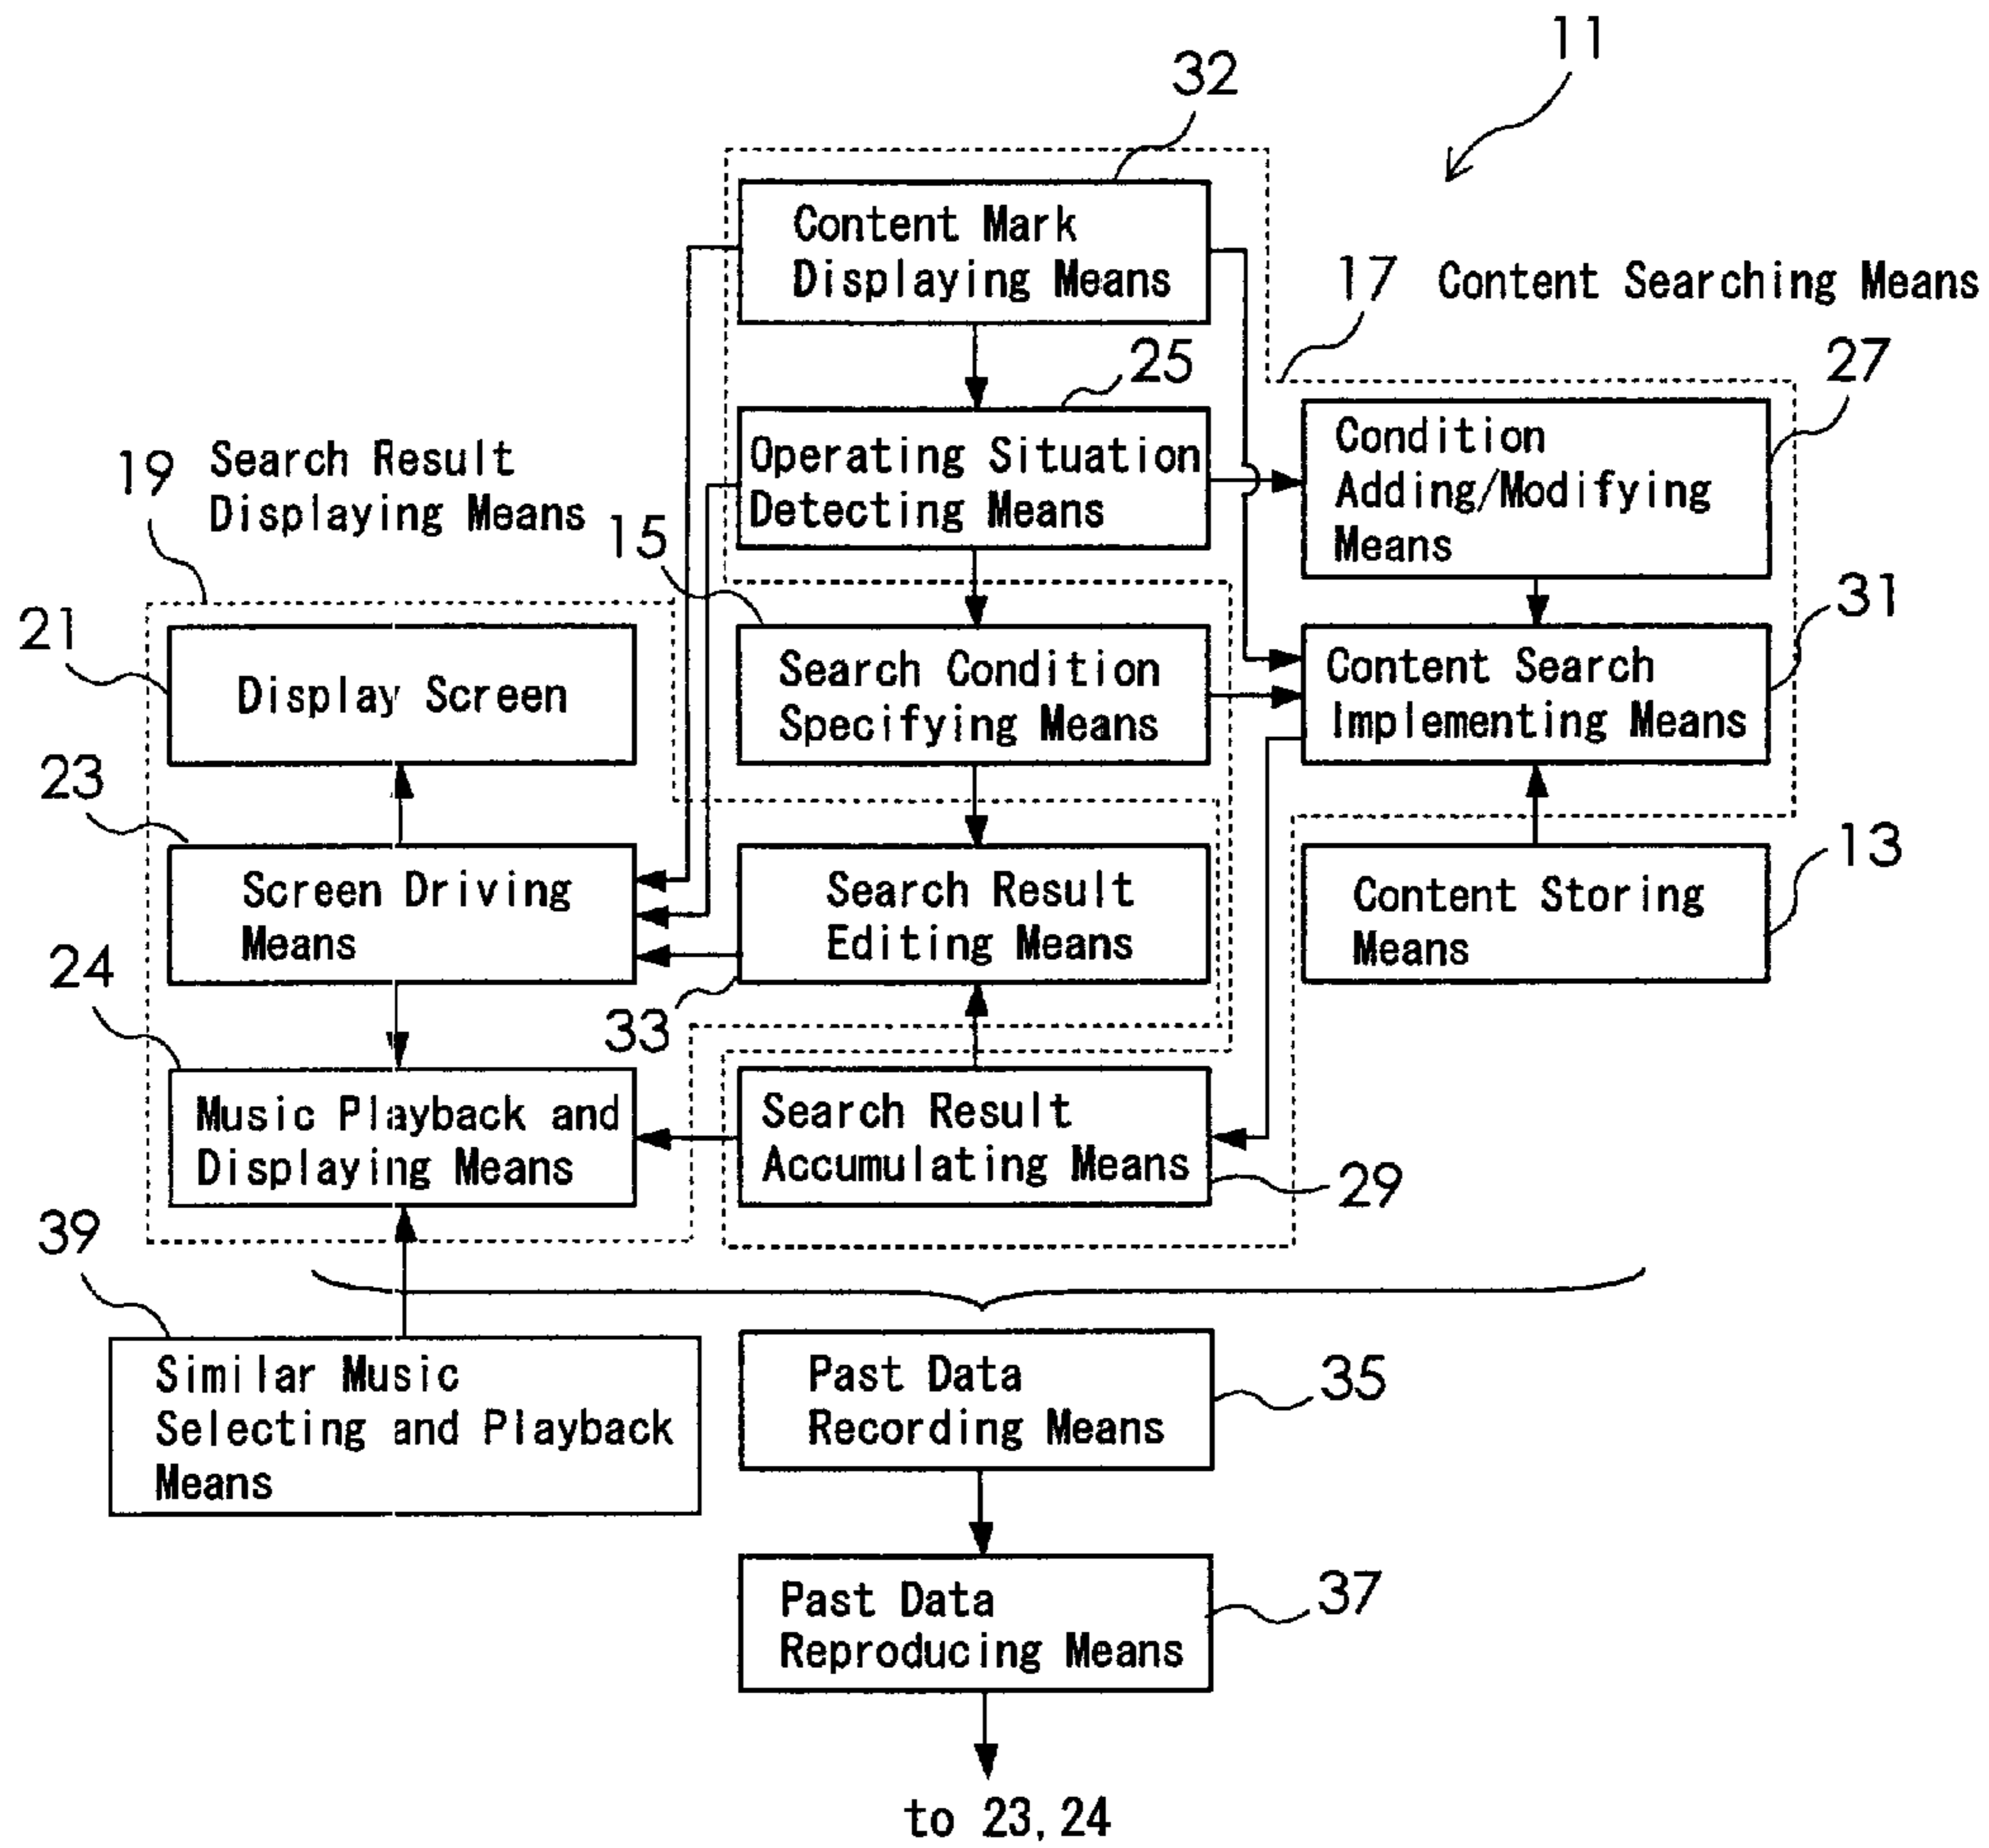 11
32
Content Mark
Displaying Means
17 Content Searching Means
25
27
Operating Situation
Detecting Means
Condition
Adding/Modifying
Means
19 Search Result
Displaying Means
15
21
31
Display Screen
Search Condition
Specifying Means
Content Search
Implementing Means
23
13
Screen Driving
Means
Search Result
Editing Means
Content Storing
Means
24
33
Music Playback and
Displaying Means
Search Result
Accumulating Means
29
39
Similar Music
Selecting and Playback
Means
Past Data
Recording Means
35
Past Data
Reproducing Means
37
to 23, 24